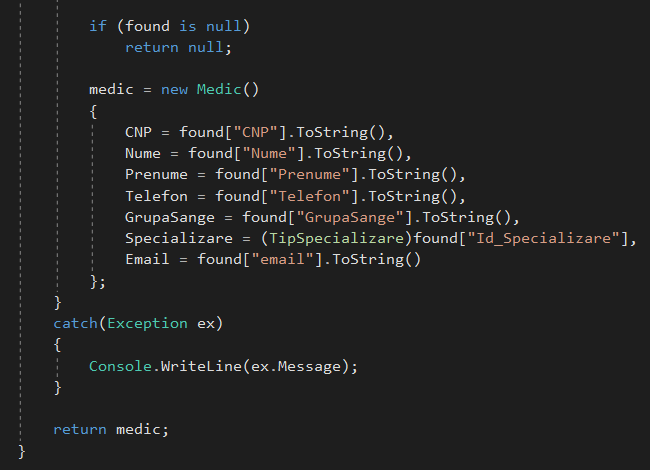 if (found is null)
return null;
medic = new Medic()
{
CNP = found["CNP"].ToString(),
Nume = found["Nume"].ToString(),
Prenume = found["Prenume"].ToString(),
Telefon = found["Telefon"].ToString(),
GrupaSange = found["GrupaSange"].ToString(),
Specializare = (TipSpecializare)found["Id_Specializare"],
Email = found["email"].ToString()
};
}
catch(Exception ex)
{
Console.WriteLine(ex.Message);
}
return medic;
}